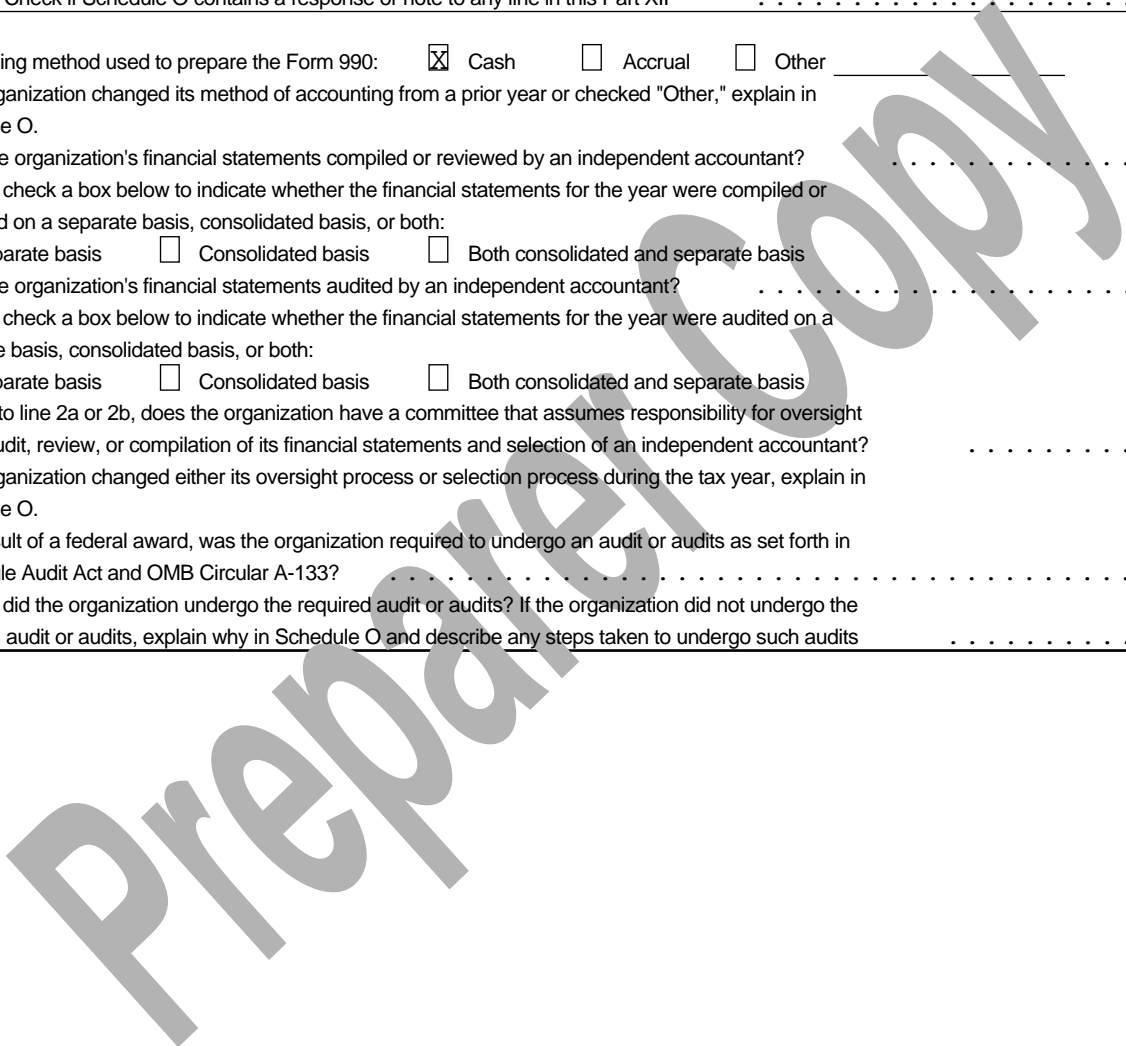 Check if Schedule O contains a response or note to any line in this Part XII . . . . . . . . . . . . . . . . . . . . .
ing method used to prepare the Form 990: X Cash Accrual Other
ganization changed its method of accounting from a prior year or checked "Other," explain in
e O.
e organization's financial statements compiled or reviewed by an independent accountant? . . . . . . . . . . . . . .
check a box below to indicate whether the financial statements for the year were compiled or
d on a separate basis, consolidated basis, or both:
parate basis Consolidated basis Both consolidated and separate basis
e organization's financial statements audited by an independent accountant? . . . . . . . . . . . . . . . . . . . . .
check a box below to indicate whether the financial statements for the year were audited on a
e basis, consolidated basis, or both:
parate basis Consolidated basis Both consolidated and separate basis
to line 2a or 2b, does the organization have a committee that assumes responsibility for oversight
udit, review, or compilation of its financial statements and selection of an independent accountant? . . . . . . . . .
ganization changed either its oversight process or selection process during the tax year, explain in
e O.
sult of a federal award, was the organization required to undergo an audit or audits as set forth in
gle Audit Act and OMB Circular A-133? . . . . . . . . . . . . . . . . . . . . . . . . . . . . . . . . . . . . . . . . .
did the organization undergo the required audit or audits? If the organization did not undergo the
audit or audits, explain why in Schedule O and describe any steps taken to undergo such audits . . . . . . . . . .
Preparer Copy